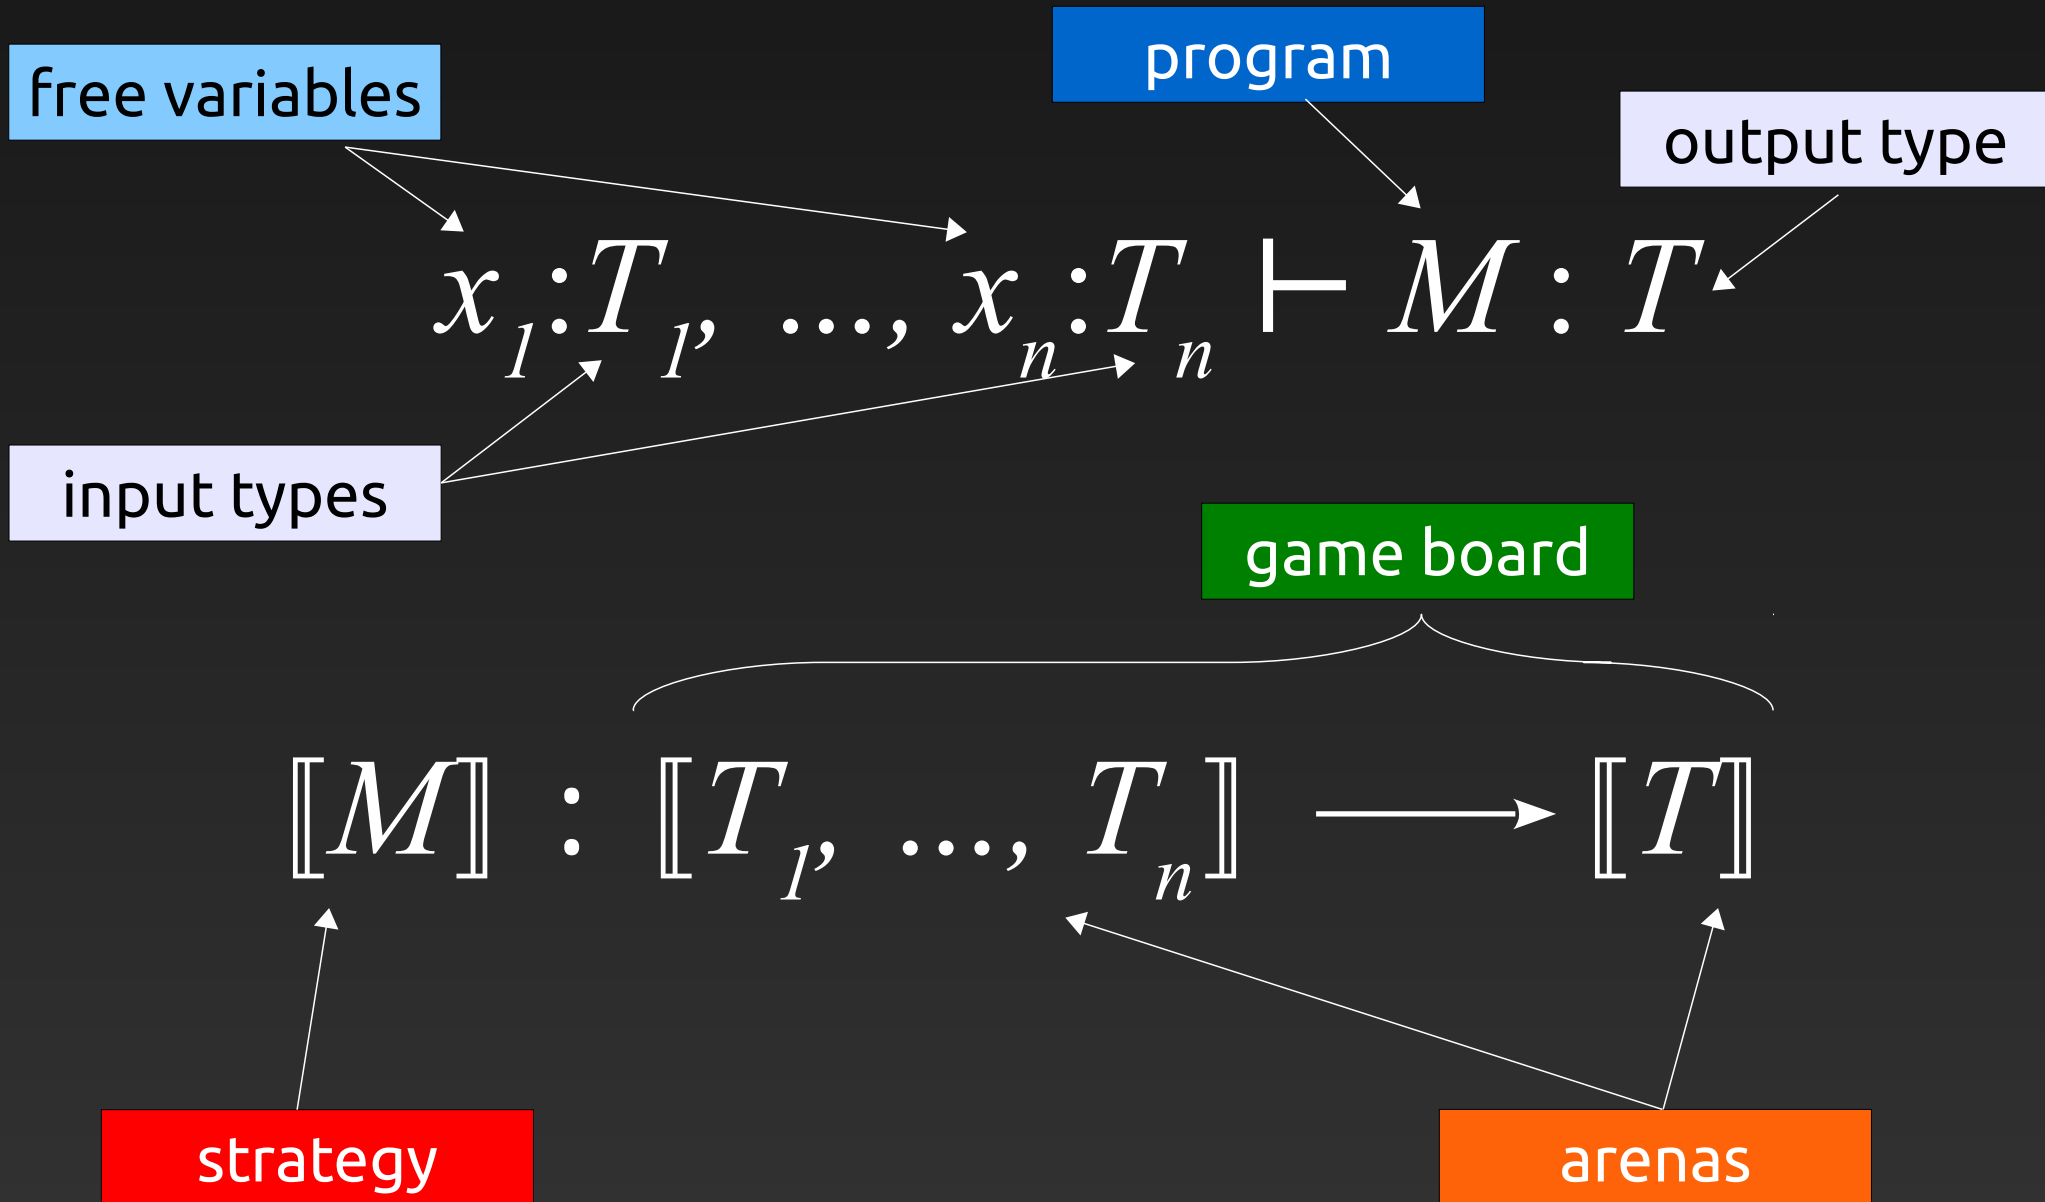 program
free variables
output type
x₁:T₁, ..., xₙ:Tₙ ⊢ M : T
input types
game board
⟦M⟧ : ⟦T₁, ..., Tₙ⟧ ⟶ ⟦T⟧
strategy
arenas